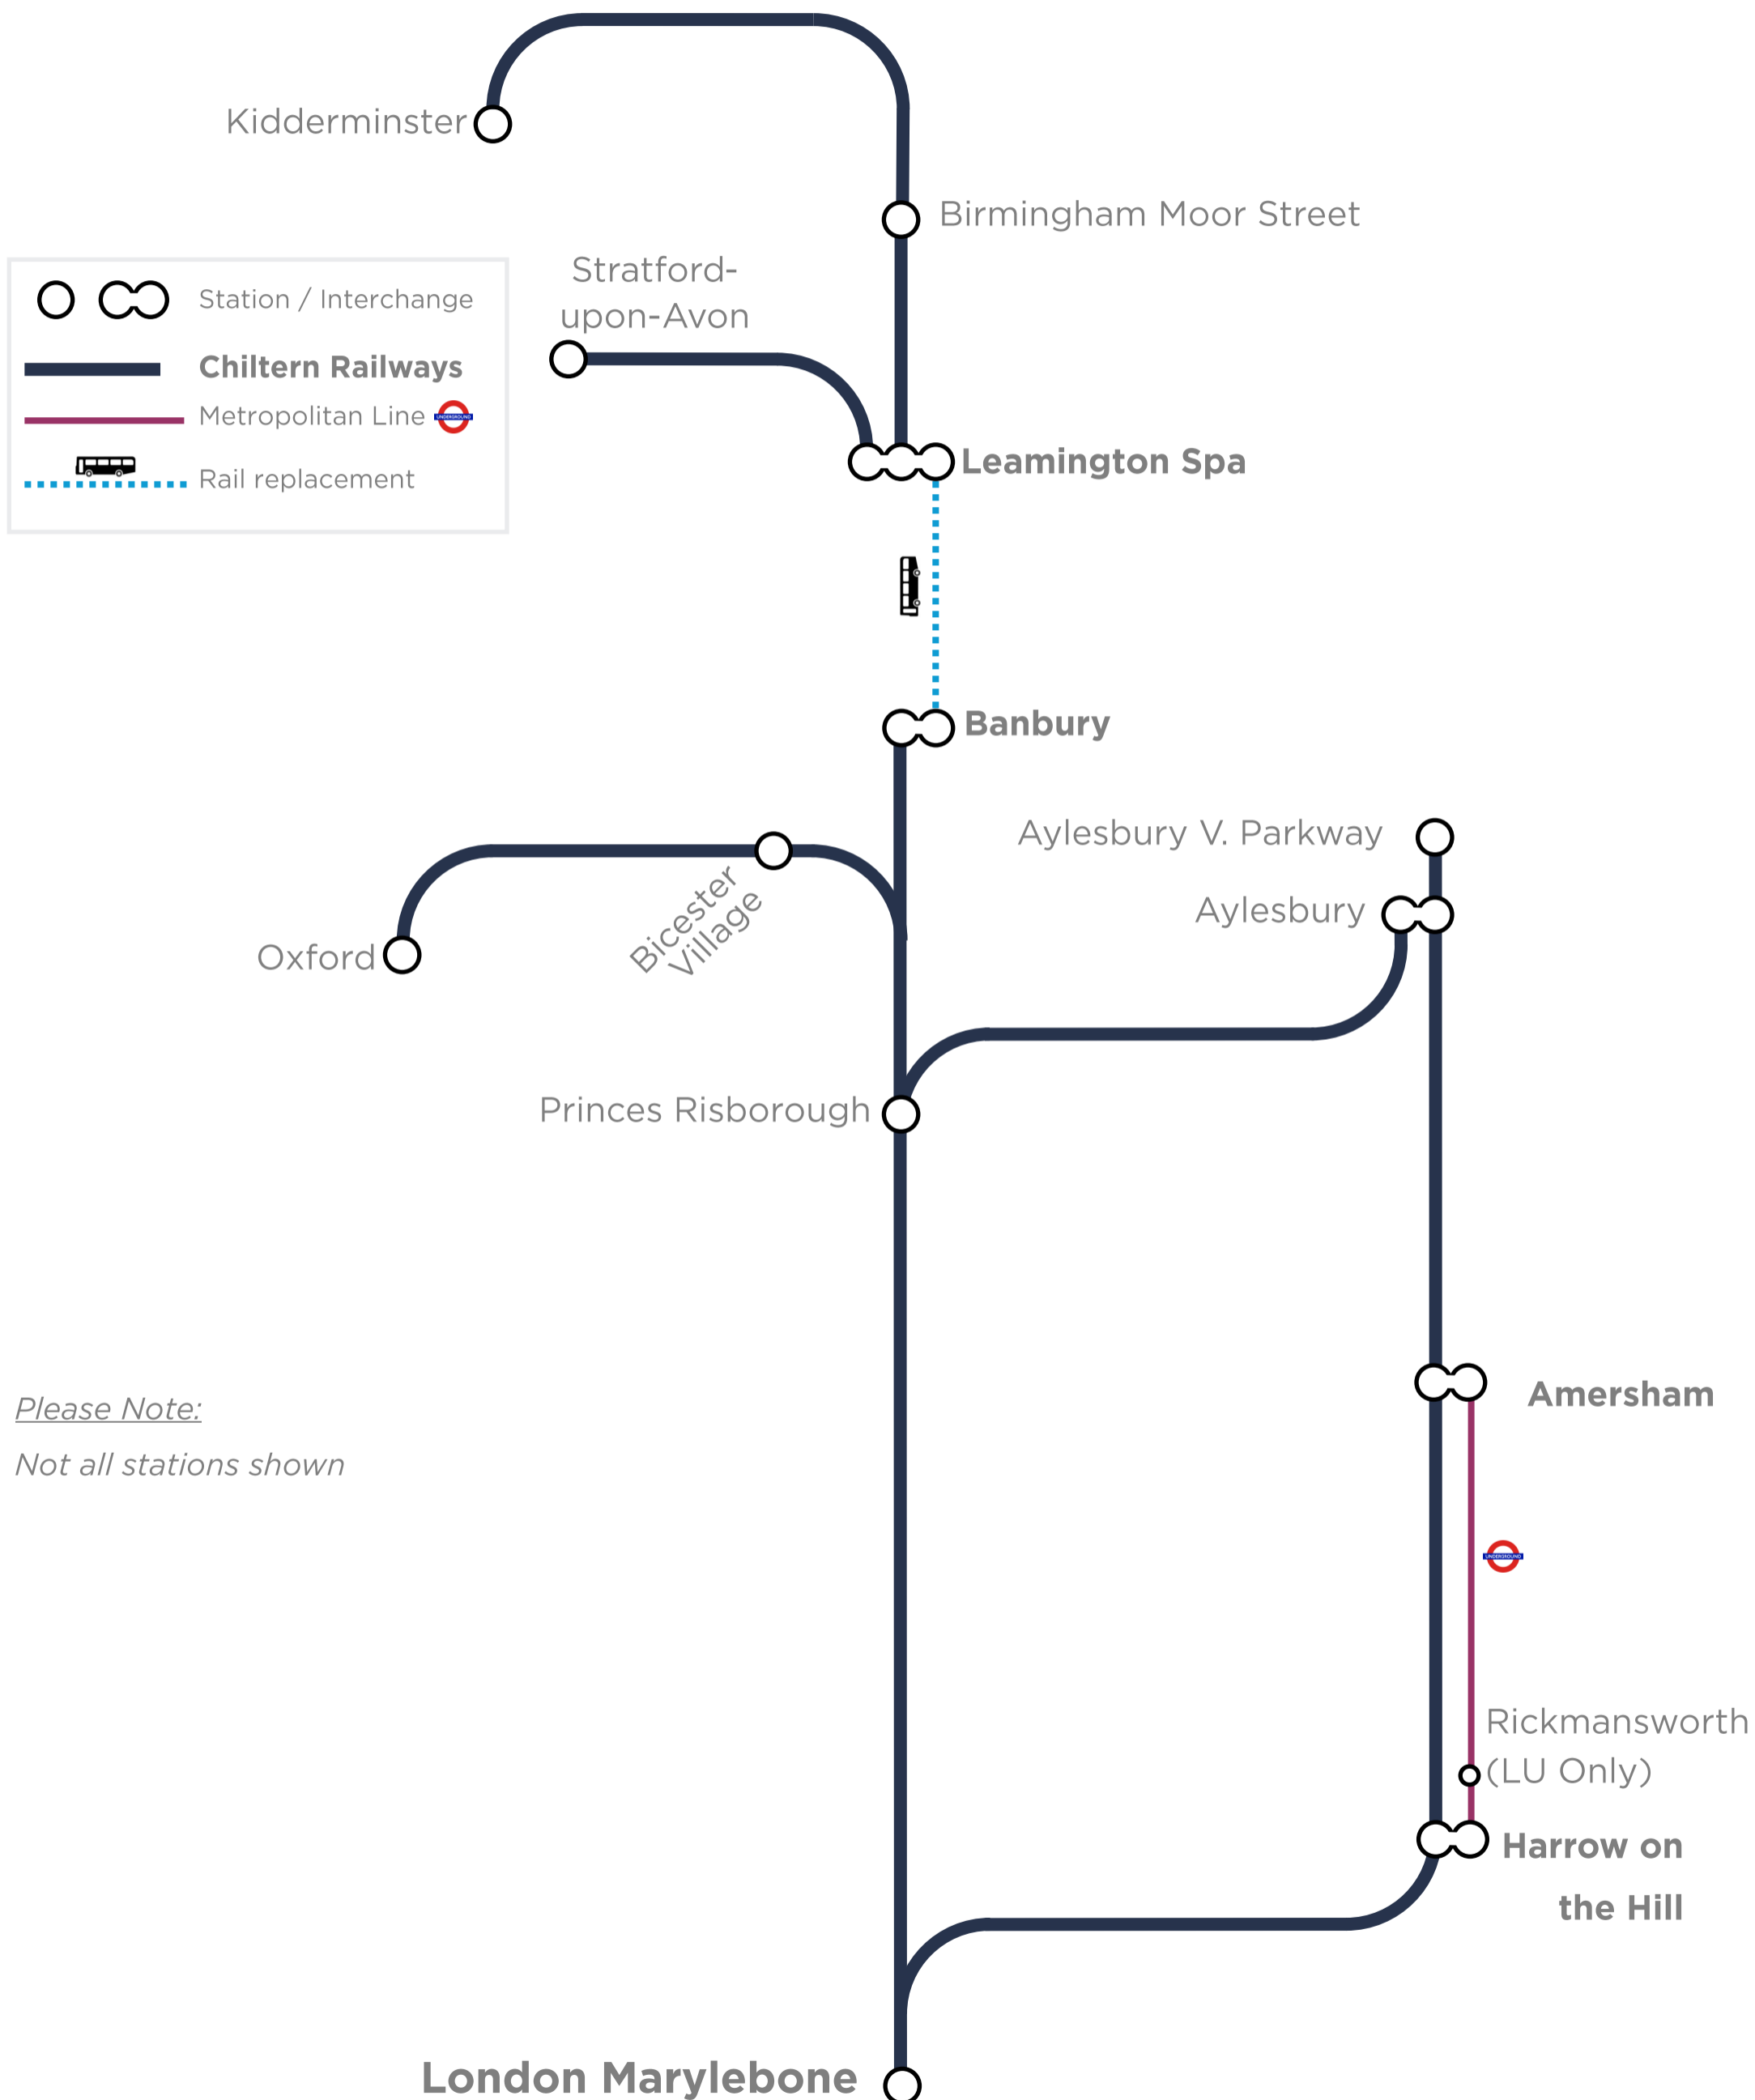 Kidderminster
Birmingham Moor Street
Stratford-
upon-Avon
Station / Interchange
Chiltern Railways
Metropolitan Line
UNDERGROUND
Rail replacement
Leamington Spa
Banbury
Aylesbury V. Parkway
Aylesbury
Bicester
Village
Oxford
Princes Risborough
Please Note:
Not all stations shown
Amersham
UNDERGROUND
Rickmansworth
(LU Only)
Harrow on
the Hill
London Marylebone